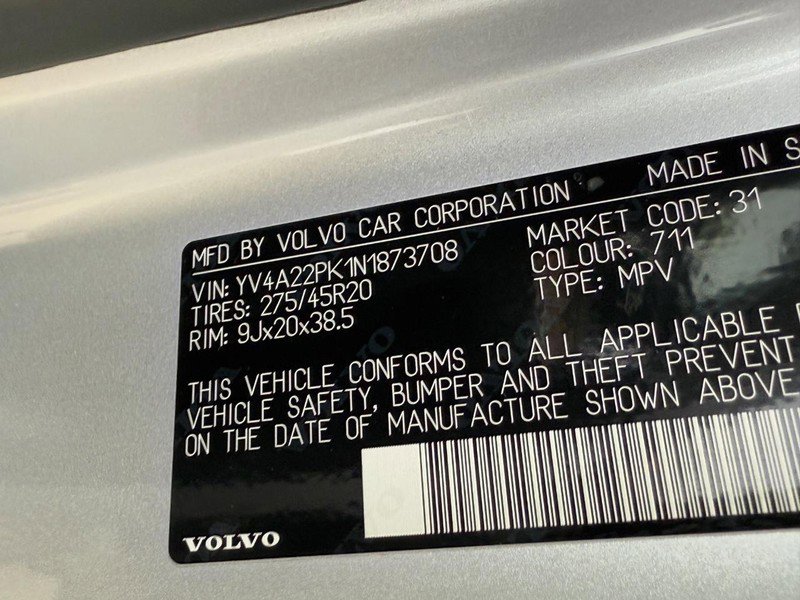 MFD BY VOLVO CAR CORPORATION MADE IN S
VIN: YV4A22PK1N1873708 MARKET CODE: 31
TIRES: 275/45R20 COLOUR: 711
RIM: 9Jx20x38.5 TYPE: MPV
THIS VEHICLE CONFORMS TO ALL APPLICABLE
VEHICLE SAFETY, BUMPER AND THEFT PREVENT
ON THE DATE OF MANUFACTURE SHOWN ABOVE
VOLVO